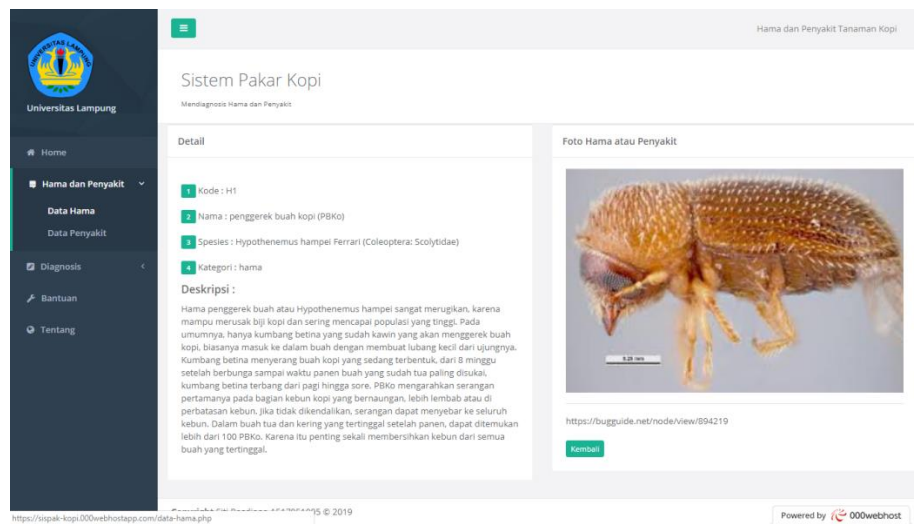 Hama dan Penyakit Tanaman Kopi
UNIVERSITAS LAMPUNG
Universitas Lampung
Sistem Pakar Kopi
Mendiagnosis Hama dan Penyakit
Home
Hama dan Penyakit
Data Hama
Data Penyakit
Diagnosis
Bantuan
Tentang
Detail
1 Kode : H1
2 Nama : penggerek buah kopi (PBKo)
3 Spesies : Hypothenemus hampei Ferrari (Coleoptera: Scolytidae)
4 Kategori : hama
Deskripsi :
Hama penggerek buah atau Hypothenemus hampei sangat merugikan, karena
mampu merusak biji kopi dan sering mencapai populasi yang tinggi. Pada
umumnya, hanya kumbang betina yang sudah kawin yang akan menggerek buah
kopi, biasanya masuk ke dalam buah dengan membuat lubang kecil dari ujungnya.
Kumbang betina menyerang buah kopi yang sedang terbentuk, dari 8 minggu
setelah berbunga sampai waktu panen buah yang sudah tua paling disukai,
kumbang betina terbang dari pagi hingga sore. PBKo mengarahkan serangan
pertamanya pada bagian kebun kopi yang bernaungan, lebih lembab atau di
perbatasan kebun. Jika tidak dikendalikan, serangan dapat menyebar ke seluruh
kebun. Dalam buah tua dan kering yang tertinggal setelah panen, dapat ditemukan
lebih dari 100 PBKo. Karena itu penting sekali membersihkan kebun dari semua
buah yang tertinggal.
Foto Hama atau Penyakit
0.25 mm
https://bugguide.net/node/view/894219
Kembali
© 2019
https://sispak-kopi.000webhostapp.com/data-hama.php
Powered by 000webhost